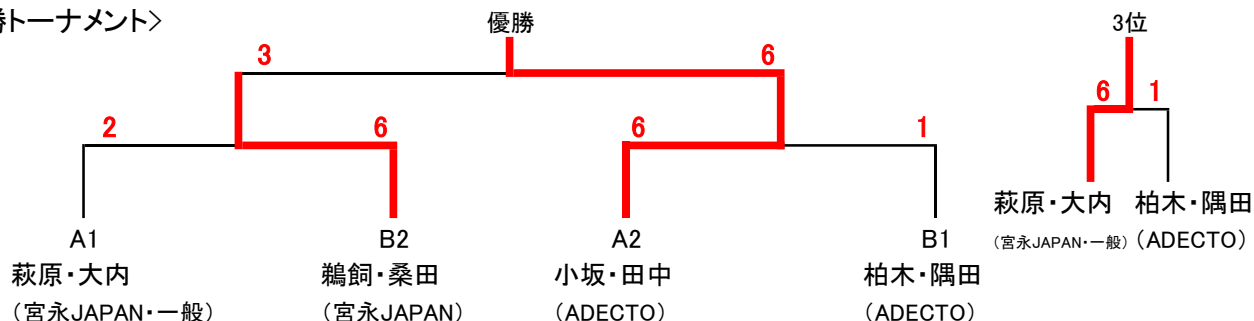 勝トーナメント>
優勝
3位
3
6
6
1
2
6
6
1
萩原・大内 柏木・隅田
(宮永JAPAN・一般) (ADECTO)
A1 B2 A2 B1
萩原・大内 鵜飼・桑田 小坂・田中 柏木・隅田
(宮永JAPAN・一般) (宮永JAPAN) (ADECTO) (ADECTO)